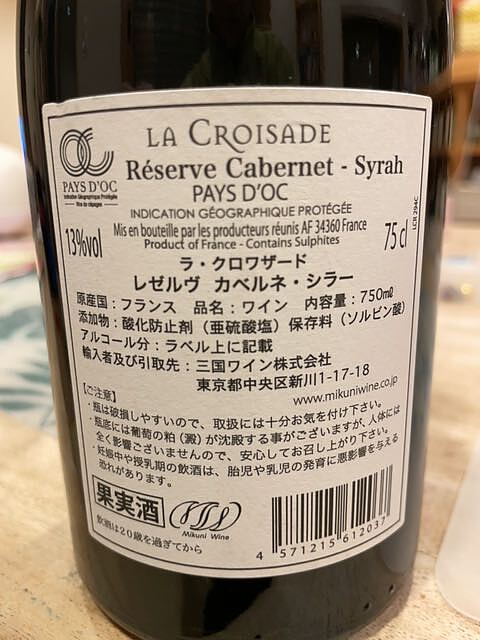 LA CROISADE
Réserve Cabernet - Syrah
PAYS D'OC
PAYS D'OC
Indication Géographique Protégée
INDICATION GÉOGRAPHIQUE PROTÉGÉE
Mis en bouteille par les producteurs réunis AF 34360 France
13%vol
Product of France - Contains Sulphites
75 cl
LCR 294C
ラ・クロワザード
レゼルヴ カベルネ・シラー
原産国：フランス 品名：ワイン 内容量：750㎖
添加物：酸化防止剤（亜硫酸塩）保存料（ソルビン酸）
アルコール分：ラベル上に記載
輸入者及び引取先：三国ワイン株式会社
東京都中央区新川1-17-18
www.mikuniwine.co.jp
【ご注意】
・瓶は破損しやすいので、取扱には十分お気を付け下さい。
・瓶底には葡萄の粕（澱）が沈殿する事がございますが、人体には
全く影響ございませんので、安心してお召し上がり下さい。
・妊娠中や授乳期の飲酒は、胎児や乳児の発育に悪影響を与える
恐れがあります。
果実酒
Mikuni Wine
飲酒は20歳を過ぎてから
4 571215 612037